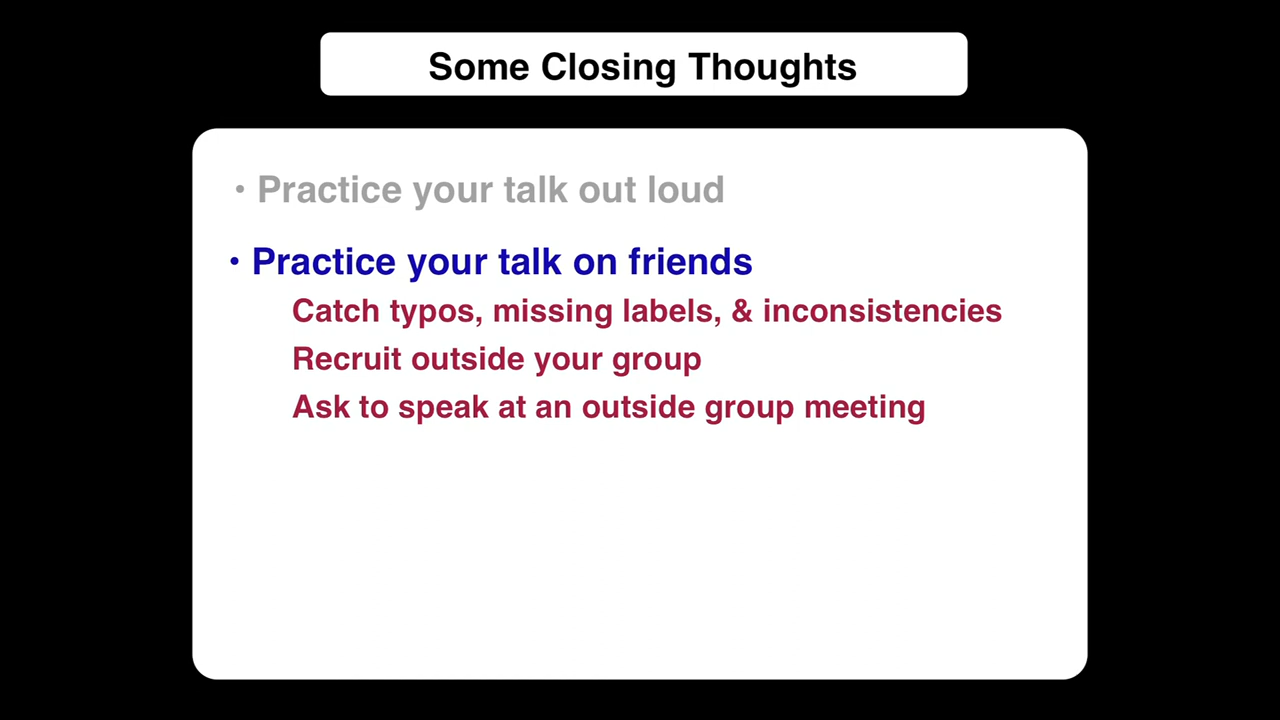 Some Closing Thoughts
• Practice your talk out loud
• Practice your talk on friends
Catch typos, missing labels, & inconsistencies
Recruit outside your group
Ask to speak at an outside group meeting